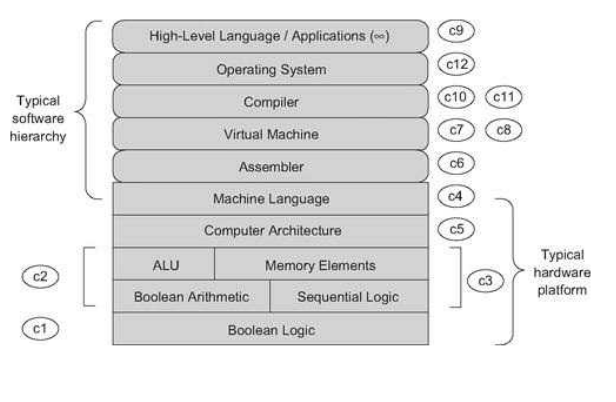 High-Level Language / Applications (∞)
c9
Operating System
c12
Compiler
c10
c11
Typical
software
hierarchy
Virtual Machine
c7
c8
Assembler
c6
Machine Language
c4
Computer Architecture
c5
ALU
Memory Elements
c2
c3
Typical
hardware
platform
Boolean Arithmetic
Sequential Logic
c1
Boolean Logic